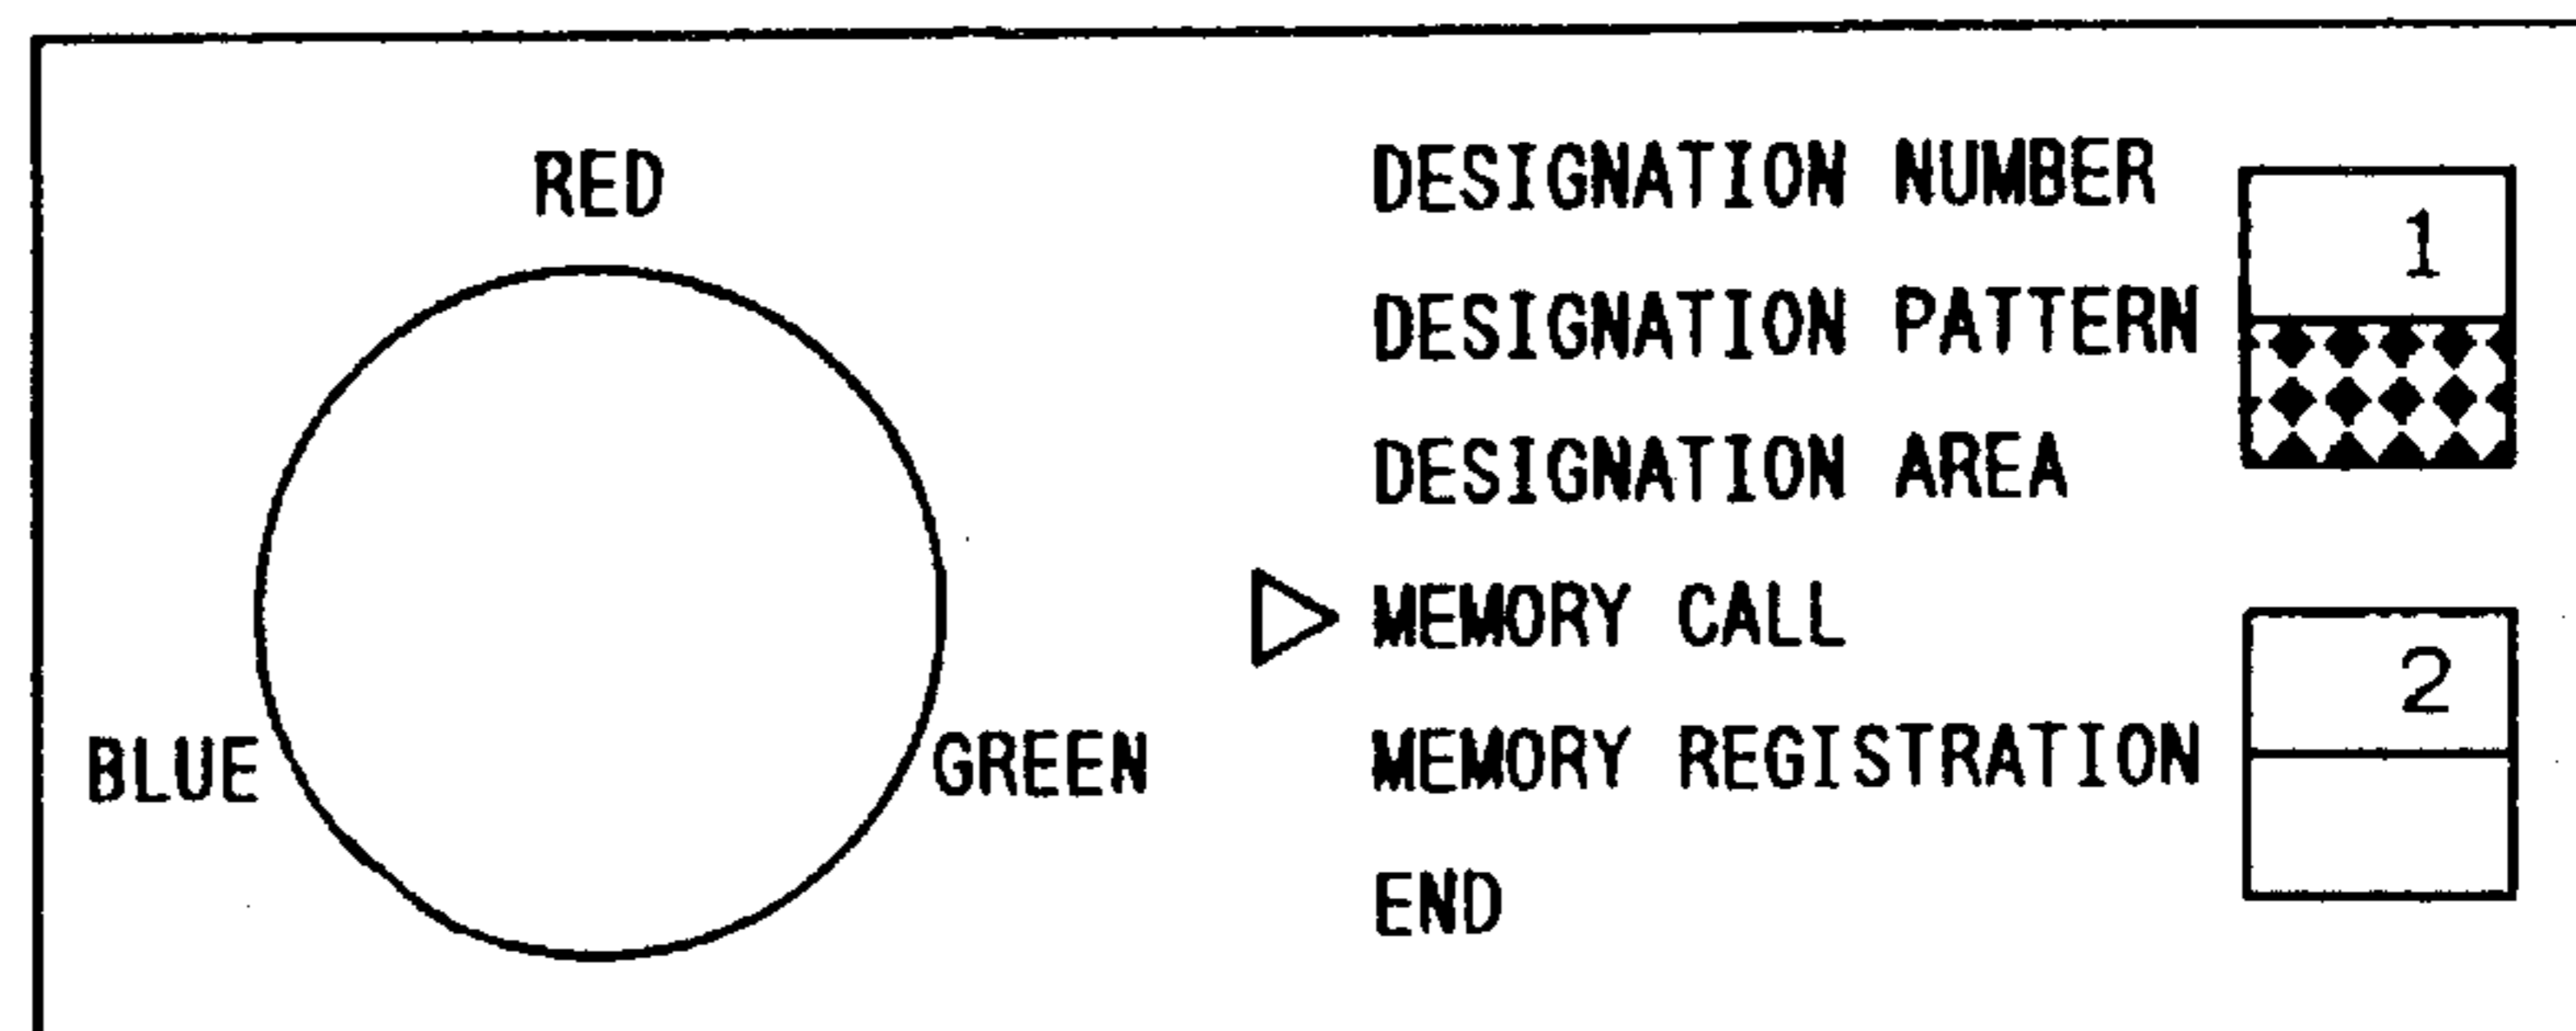 RED
BLUE
GREEN
DESIGNATION NUMBER 1
DESIGNATION PATTERN
DESIGNATION AREA
MEMORY CALL 2
MEMORY REGISTRATION
END